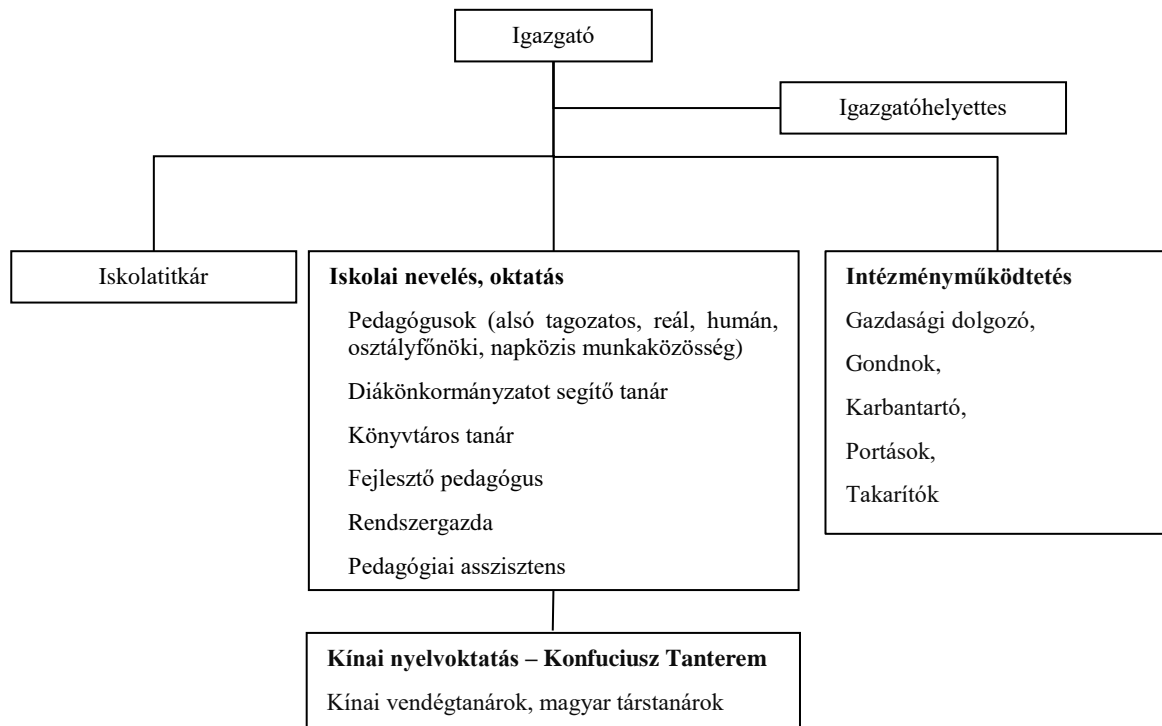 Igazgató
Igazgatóhelyettes
Iskolatitkár
Iskolai nevelés, oktatás
Pedagógusok (alsó tagozatos, reál, humán,
osztályfőnöki, napközis munkaközösség)
Diákönkormányzatot segítő tanár
Könyvtáros tanár
Fejlesztő pedagógus
Rendszergazda
Pedagógiai asszisztens
Intézményműködtetés
Gazdasági dolgozó,
Gondnok,
Karbantartó,
Portások,
Takarítók
Kínai nyelvoktatás – Konfuciusz Tanterem
Kínai vendégtanárok, magyar társtanárok